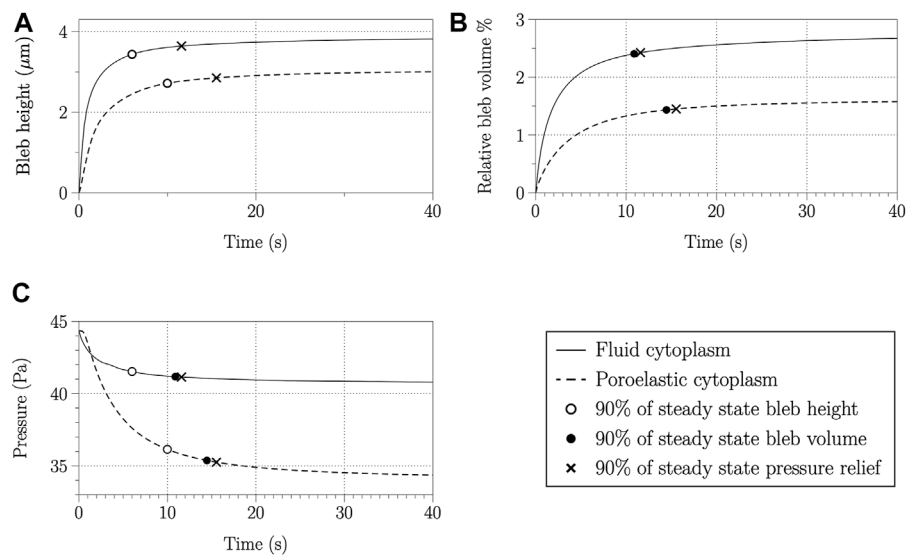 A
Bleb height (μm)
4
2
0
0
20
40
Time (s)
B
Relative bleb volume %
3
2
1
0
0
10
20
30
40
Time (s)
C
Pressure (Pa)
45
40
35
0
10
20
30
40
Time (s)
Fluid cytoplasm
Poroelastic cytoplasm
90% of steady state bleb height
90% of steady state bleb volume
90% of steady state pressure relief